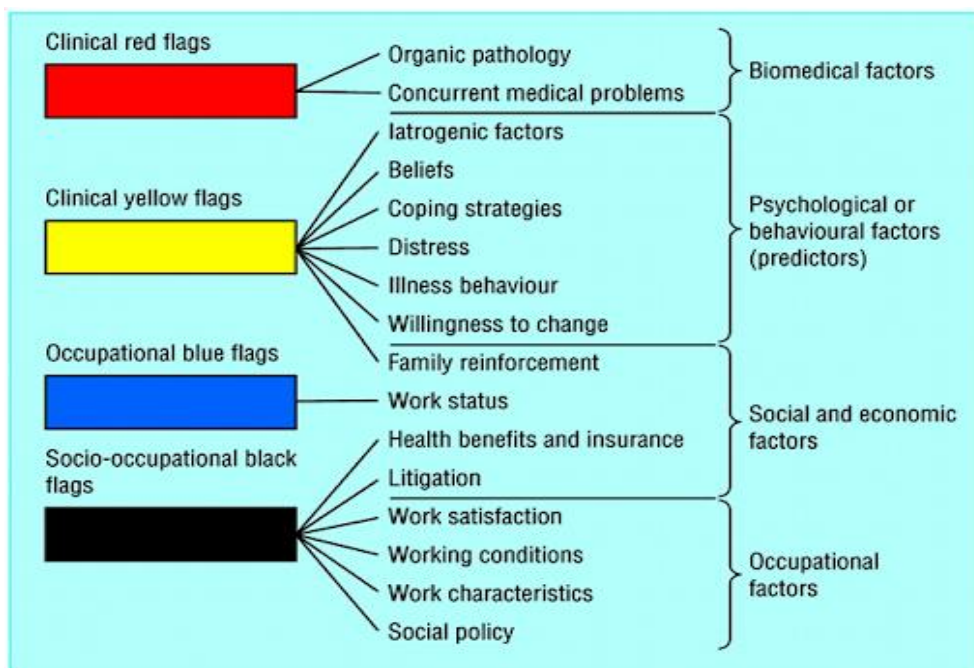 Clinical red flags
Organic pathology
Concurrent medical problems
Biomedical factors
Clinical yellow flags
Iatrogenic factors
Beliefs
Coping strategies
Distress
Illness behaviour
Willingness to change
Psychological or
behavioural factors
(predictors)
Occupational blue flags
Family reinforcement
Work status
Socio-occupational black
flags
Health benefits and insurance
Litigation
Social and economic
factors
Work satisfaction
Working conditions
Work characteristics
Social policy
Occupational
factors